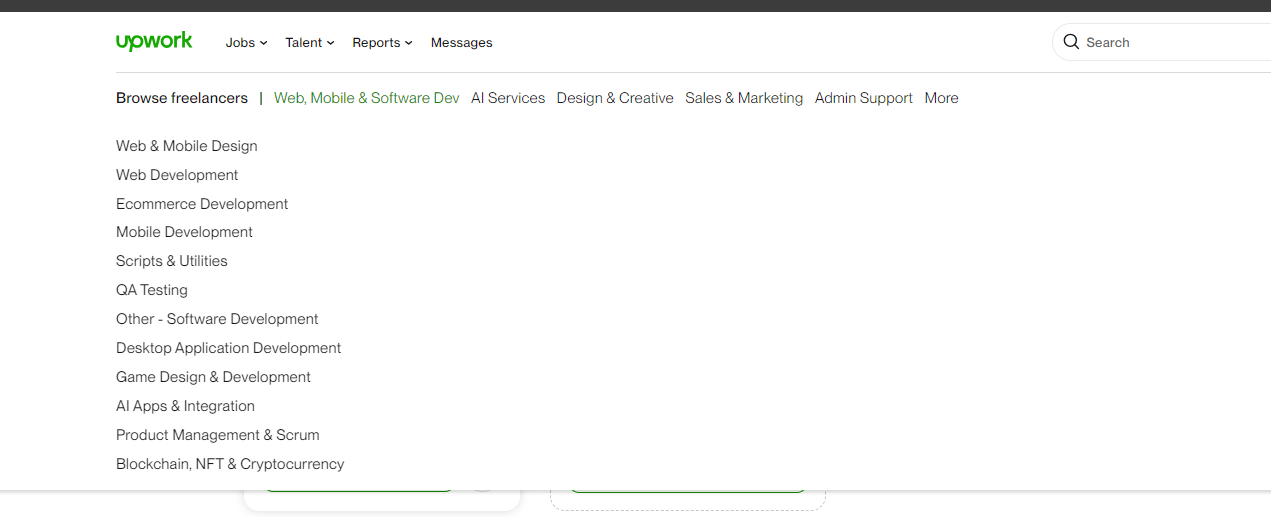 upwork Jobs Talent Reports Messages Search
Browse freelancers | Web, Mobile & Software Dev AI Services Design & Creative Sales & Marketing Admin Support More
Web & Mobile Design
Web Development
Ecommerce Development
Mobile Development
Scripts & Utilities
QA Testing
Other - Software Development
Desktop Application Development
Game Design & Development
AI Apps & Integration
Product Management & Scrum
Blockchain, NFT & Cryptocurrency